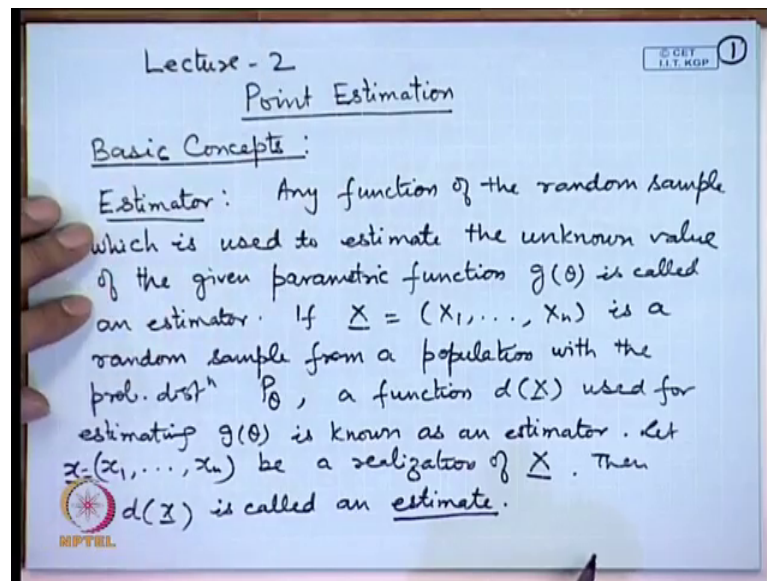 Lecture - 2
© CET
I.I.T. KGP
1
Point Estimation
Basic Concepts :
Estimator : Any function of the random sample
which is used to estimate the unknown value
of the given parametric function g(θ) is called
an estimator. If X = (X1, ..., Xn) is a
random sample from a population with the
prob. distⁿ Pθ, a function d(X) used for
estimating g(θ) is known as an estimator. Let
x = (x1, ..., xn) be a realization of X. Then
d(x) is called an estimate.
NPTEL